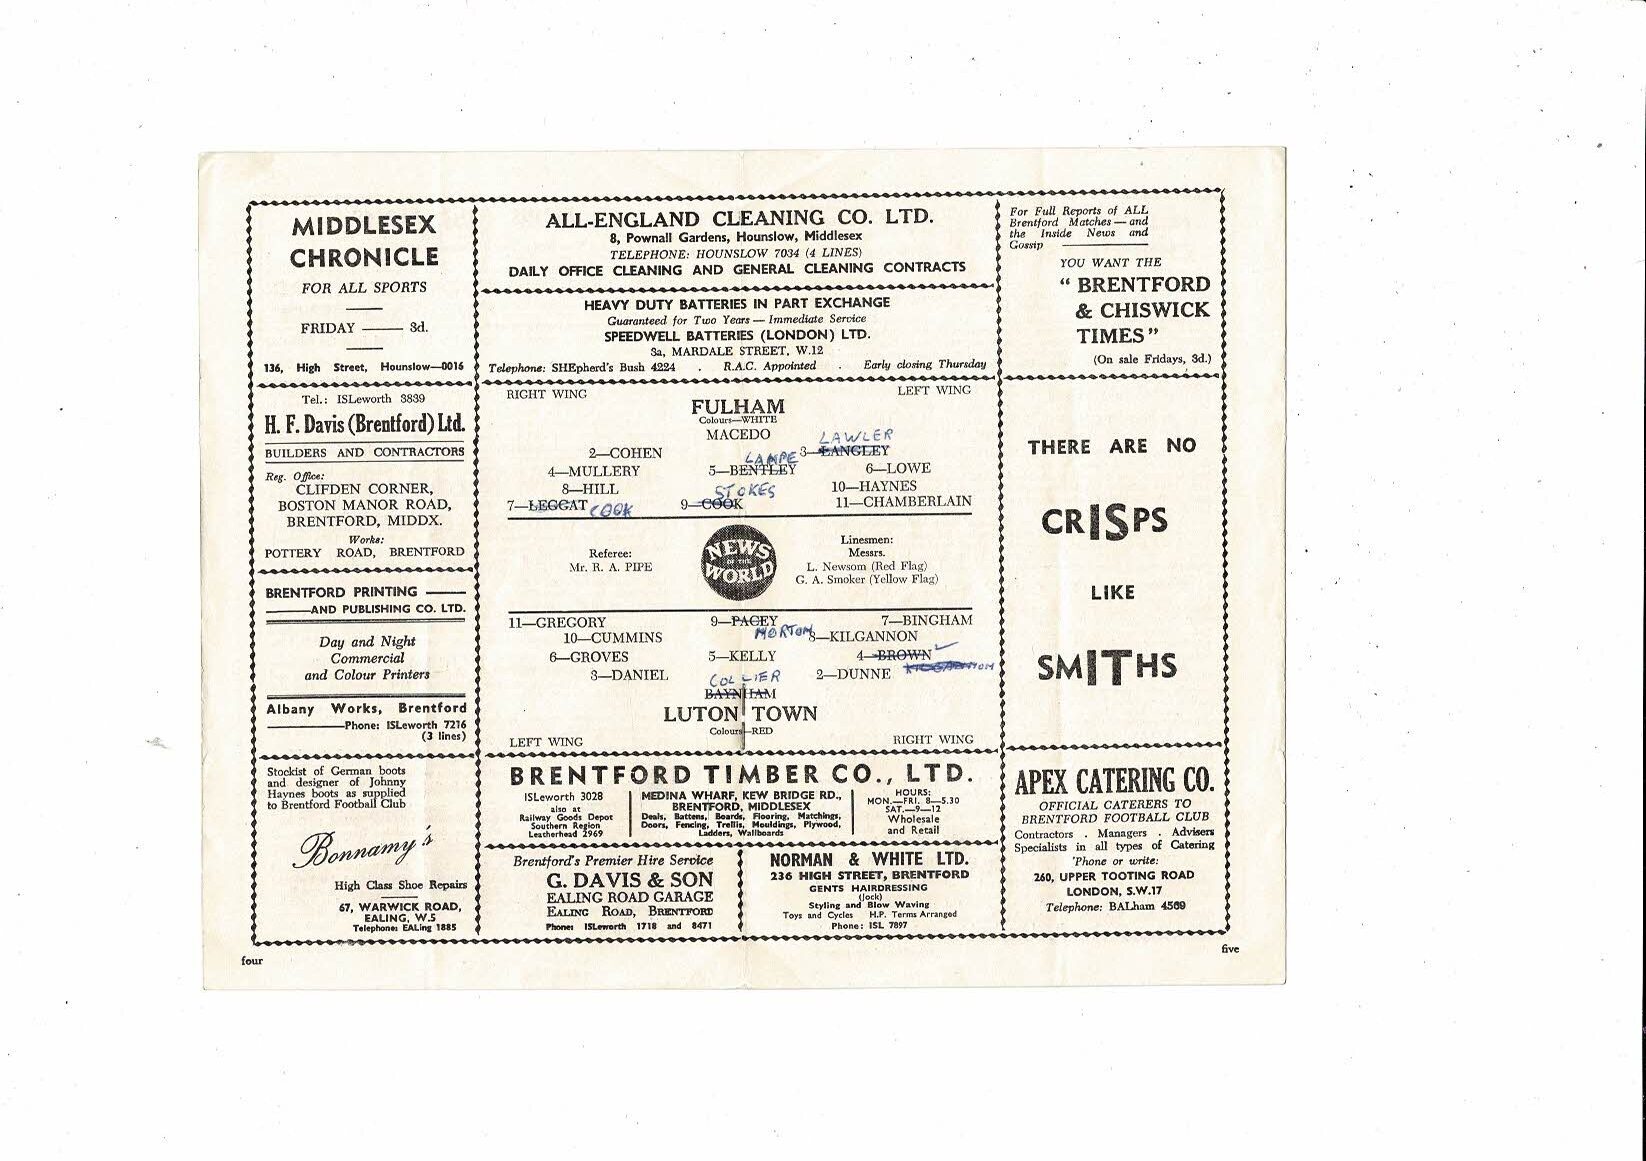 MIDDLESEX
CHRONICLE
FOR ALL SPORTS
FRIDAY —— 3d.
136, High Street, Hounslow—0016
Tel.: ISLeworth 3839
H. F. Davis (Brentford) Ltd.
BUILDERS AND CONTRACTORS
Reg. Office:
CLIFDEN CORNER,
BOSTON MANOR ROAD,
BRENTFORD, MIDDX.
Works:
POTTERY ROAD, BRENTFORD
BRENTFORD PRINTING ——
——AND PUBLISHING CO. LTD.
Day and Night
Commercial
and Colour Printers
Albany Works, Brentford
——Phone: ISLeworth 7216
(3 lines)
Stockist of German boots
and designer of Johnny
Haynes boots as supplied
to Brentford Football Club
Bonnamy's
High Class Shoe Repairs
67, WARWICK ROAD,
EALING, W.5
Telephone: EALing 1885
four
ALL-ENGLAND CLEANING CO. LTD.
8, Pownall Gardens, Hounslow, Middlesex
TELEPHONE: HOUNSLOW 7034 (4 LINES)
DAILY OFFICE CLEANING AND GENERAL CLEANING CONTRACTS
HEAVY DUTY BATTERIES IN PART EXCHANGE
Guaranteed for Two Years — Immediate Service
SPEEDWELL BATTERIES (LONDON) LTD.
3a, MARDALE STREET, W.12
Telephone: SHEpherd's Bush 4224 . R.A.C. Appointed . Early closing Thursday
RIGHT WING LEFT WING
FULHAM
Colours—WHITE
MACEDO LAWLER
2—COHEN 3—LANGLEY
LAMPE
4—MULLERY 5—BENTLEY 6—LOWE
8—HILL STOKES 10—HAYNES
7—LEGGAT COOK 9—COOK 11—CHAMBERLAIN
Referee:
Mr. R. A. PIPE
NEWS
OF THE
WORLD
Linesmen:
Messrs.
L. Newsom (Red Flag)
G. A. Smoker (Yellow Flag)
11—GREGORY 9—PACEY 7—BINGHAM
10—CUMMINS MORTON 8—KILGANNON
6—GROVES 5—KELLY 4—BROWN
3—DANIEL COLLIER 2—DUNNE
BAYNHAM
LUTON TOWN
Colours—RED
LEFT WING RIGHT WING
BRENTFORD TIMBER CO., LTD.
ISLeworth 3028
also at
Railway Goods Depot
Southern Region
Leatherhead 2969
MEDINA WHARF, KEW BRIDGE RD.,
BRENTFORD, MIDDLESEX
Deals, Battens, Boards, Flooring, Matchings,
Doors, Fencing, Trellis, Mouldings, Plywood,
Ladders, Wallboards
HOURS:
MON.—FRI. 8—5.30
SAT.—9—12
Wholesale
and Retail
Brentford's Premier Hire Service
G. DAVIS & SON
EALING ROAD GARAGE
EALING ROAD, BRENTFORD
Phone: ISLeworth 1718 and 8471
NORMAN & WHITE LTD.
236 HIGH STREET, BRENTFORD
GENTS HAIRDRESSING
(Jock)
Styling and Blow Waving
Toys and Cycles H.P. Terms Arranged
Phone: ISL 7897
For Full Reports of ALL
Brentford Matches—and
the Inside News and
Gossip ——
YOU WANT THE
" BRENTFORD
& CHISWICK
TIMES "
(On sale Fridays, 3d.)
THERE ARE NO
CRISPS
LIKE
SMITHS
APEX CATERING CO.
OFFICIAL CATERERS TO
BRENTFORD FOOTBALL CLUB
Contractors . Managers . Advisers
Specialists in all types of Catering
'Phone or write:
260, UPPER TOOTING ROAD
LONDON, S.W.17
Telephone: BALham 4569
five